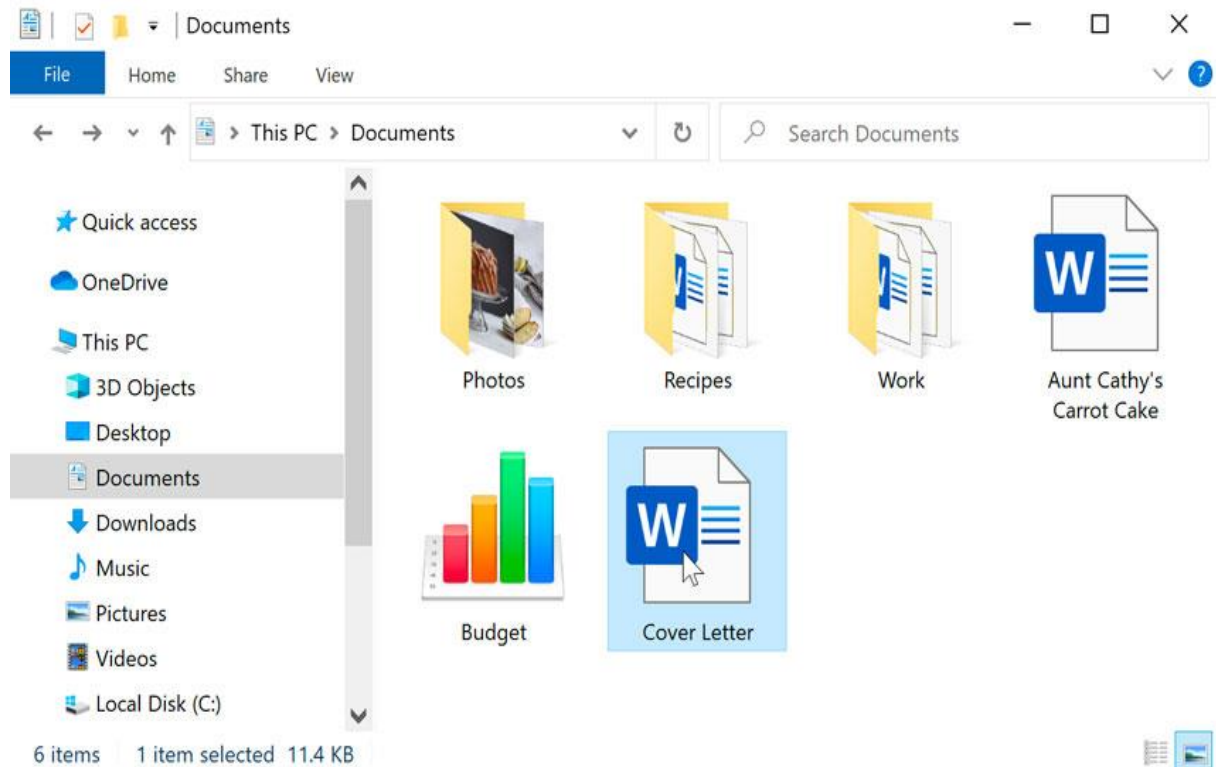 Documents
File Home Share View
This PC > Documents
Search Documents
Quick access
OneDrive
This PC
3D Objects
Desktop
Documents
Downloads
Music
Pictures
Videos
Local Disk (C:)
Photos
Recipes
Work
Aunt Cathy's
Carrot Cake
Budget
Cover Letter
6 items 1 item selected 11.4 KB